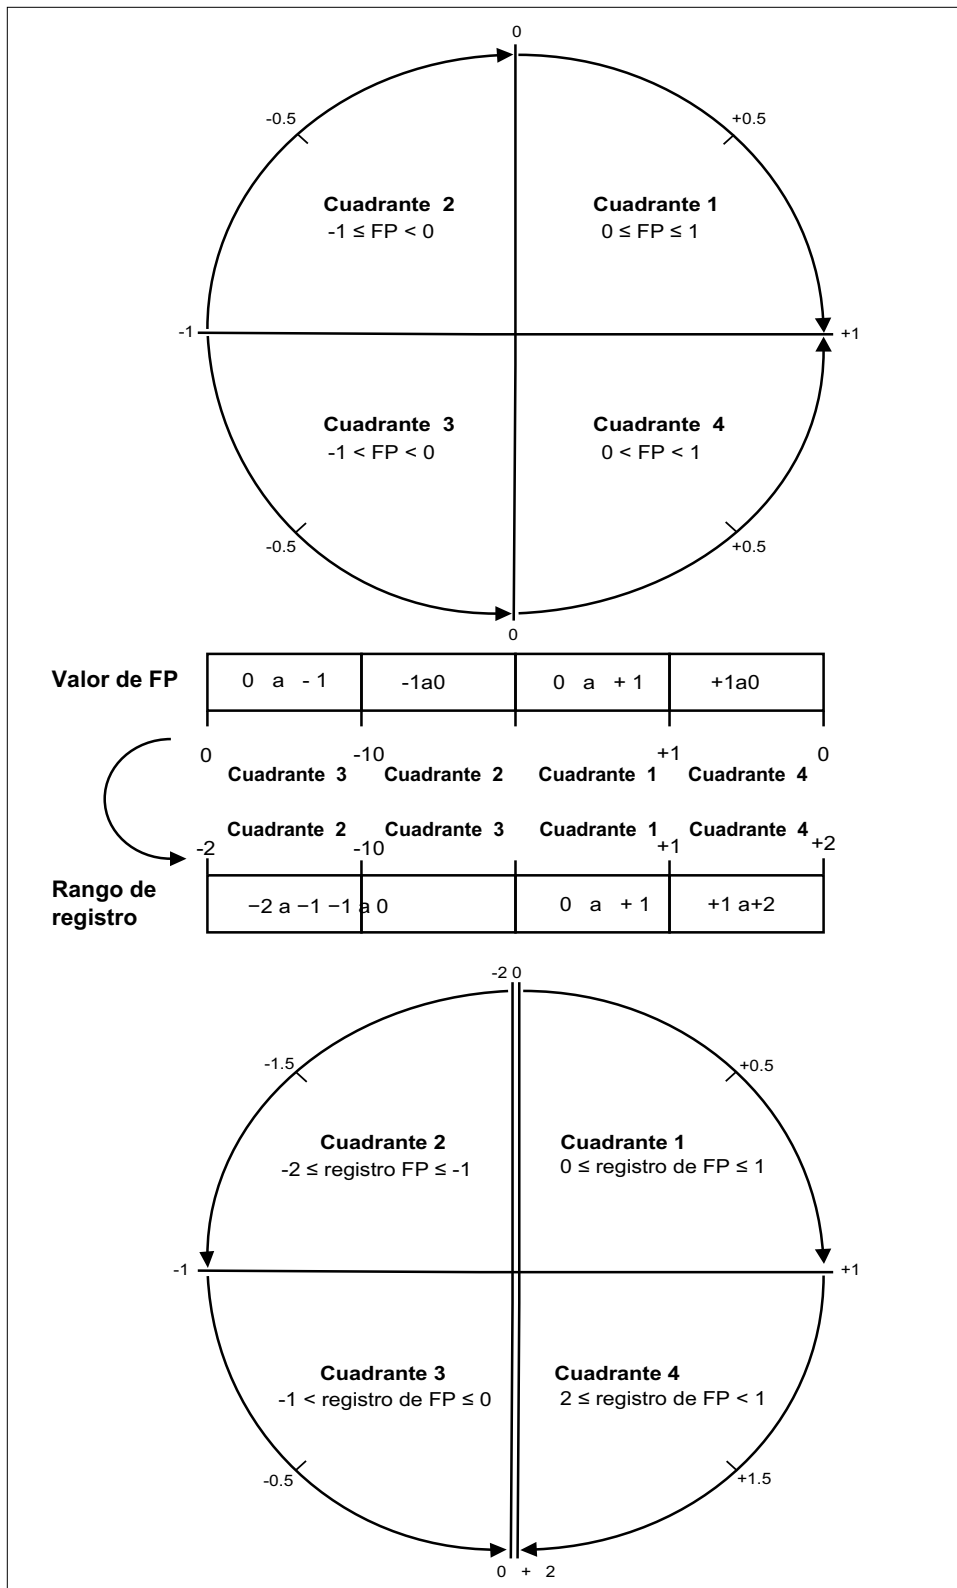 0
-0.5 +0.5
Cuadrante 2 Cuadrante 1
-1 ≤ FP < 0 0 ≤ FP ≤ 1
-1 +1
Cuadrante 3 Cuadrante 4
-1 < FP < 0 0 < FP < 1
-0.5 +0.5
0
Valor de FP 0 a - 1 -1a0 0 a + 1 +1a0
0 -10 +1 0
Cuadrante 3 Cuadrante 2 Cuadrante 1 Cuadrante 4
Cuadrante 2 Cuadrante 3 Cuadrante 1 Cuadrante 4
-2 -10 +1 +2
Rango de
registro −2 a −1 −1 a 0 0 a + 1 +1 a+2
-2 0
-1.5 +0.5
Cuadrante 2 Cuadrante 1
-2 ≤ registro FP ≤ -1 0 ≤ registro de FP ≤ 1
-1 +1
Cuadrante 3 Cuadrante 4
-1 < registro de FP ≤ 0 2 ≤ registro de FP < 1
-0.5 +1.5
0 + 2